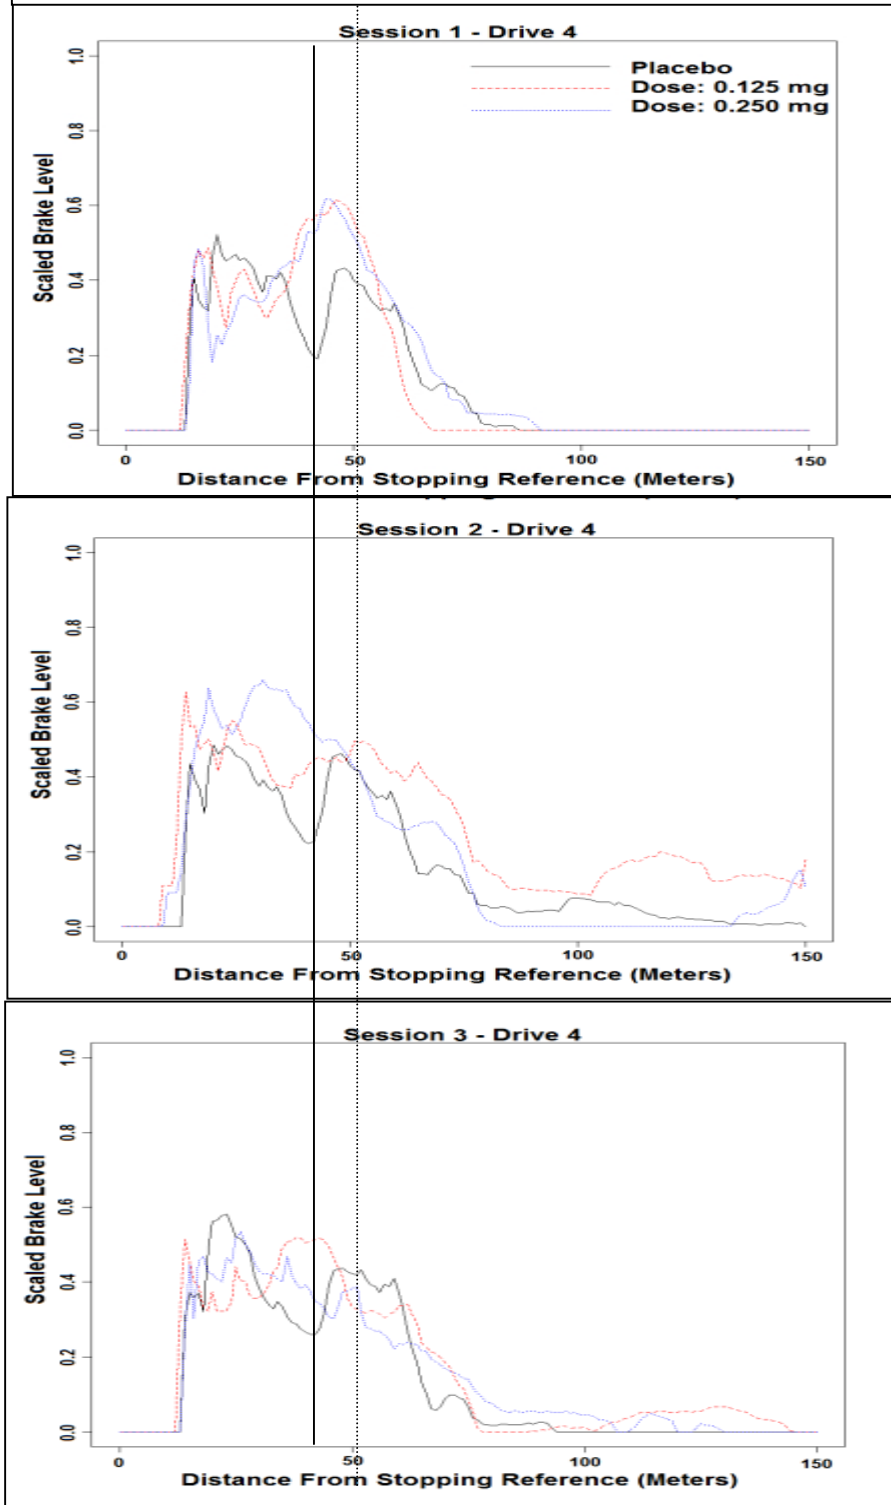 Session 1 - Drive 4
Placebo
Dose: 0.125 mg
Dose: 0.250 mg
Scaled Brake Level
1.0
0.8
0.6
0.4
0.2
0.0
0 50 100 150
Distance From Stopping Reference (Meters)
Session 2 - Drive 4
Scaled Brake Level
1.0
0.8
0.6
0.4
0.2
0.0
0 50 100 150
Distance From Stopping Reference (Meters)
Session 3 - Drive 4
Scaled Brake Level
1.0
0.8
0.6
0.4
0.2
0.0
0 50 100 150
Distance From Stopping Reference (Meters)